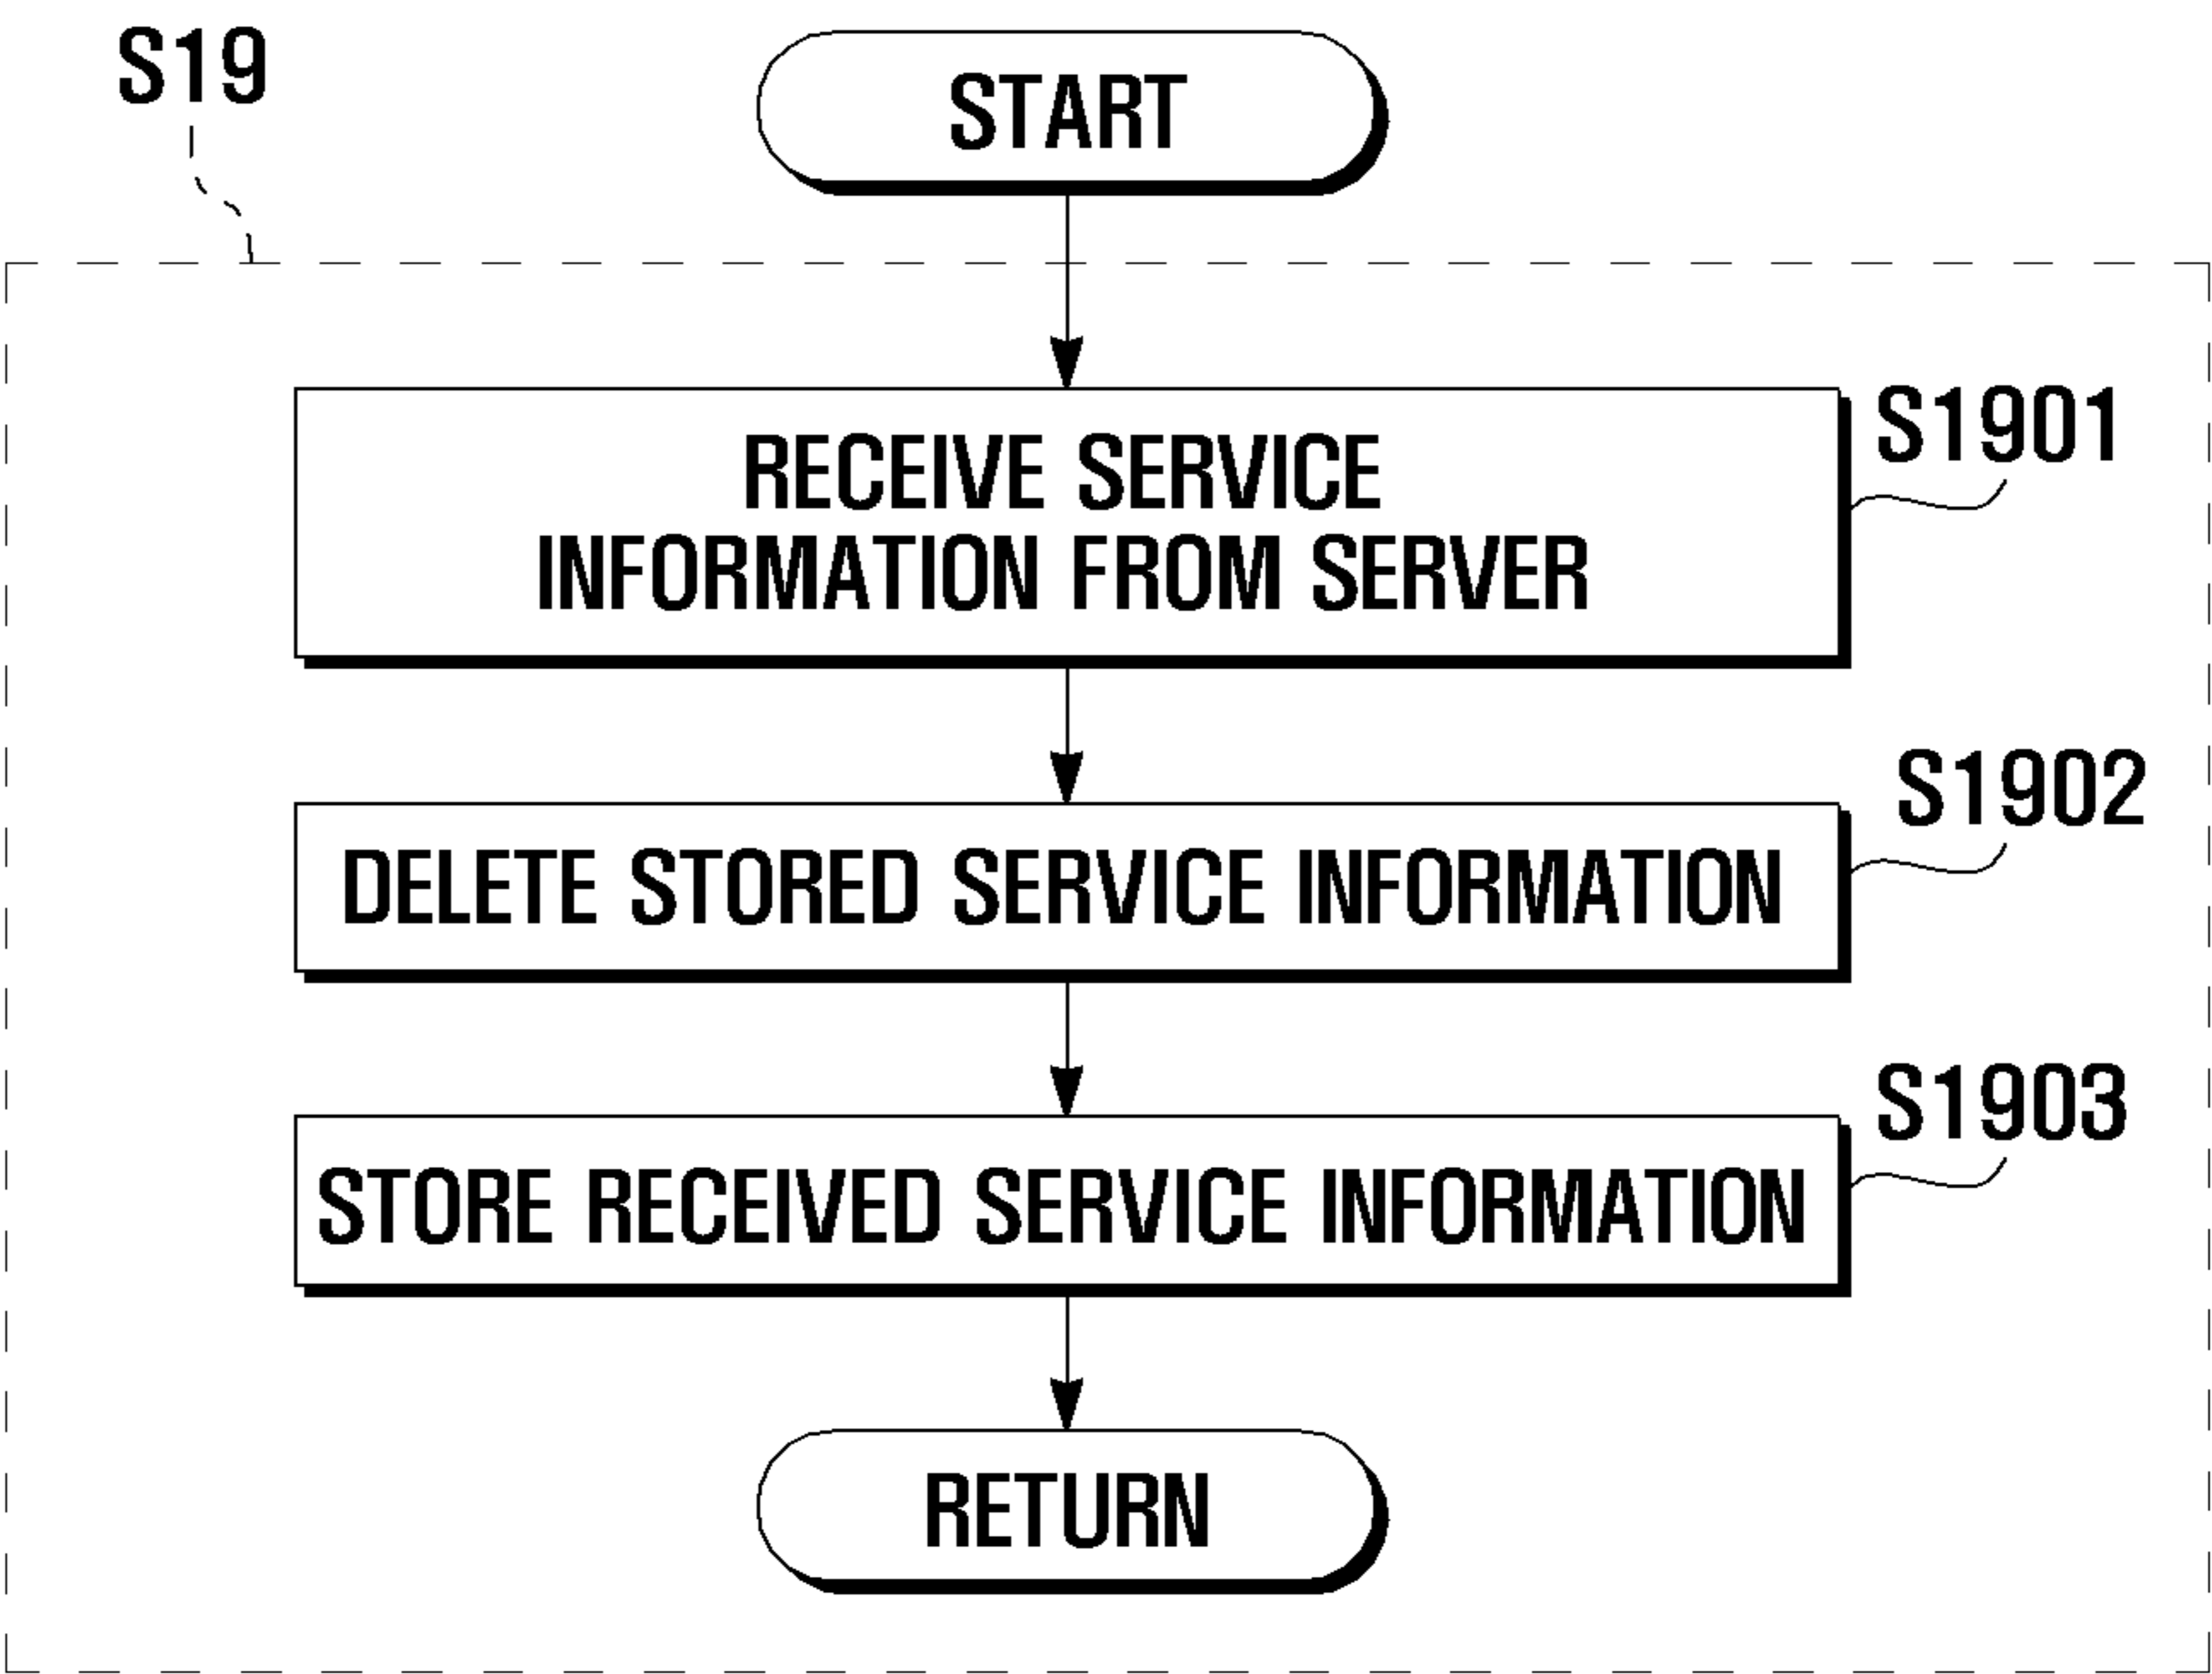 S19
START
RECEIVE SERVICE
INFORMATION FROM SERVER
S1901
DELETE STORED SERVICE INFORMATION
S1902
STORE RECEIVED SERVICE INFORMATION
S1903
RETURN